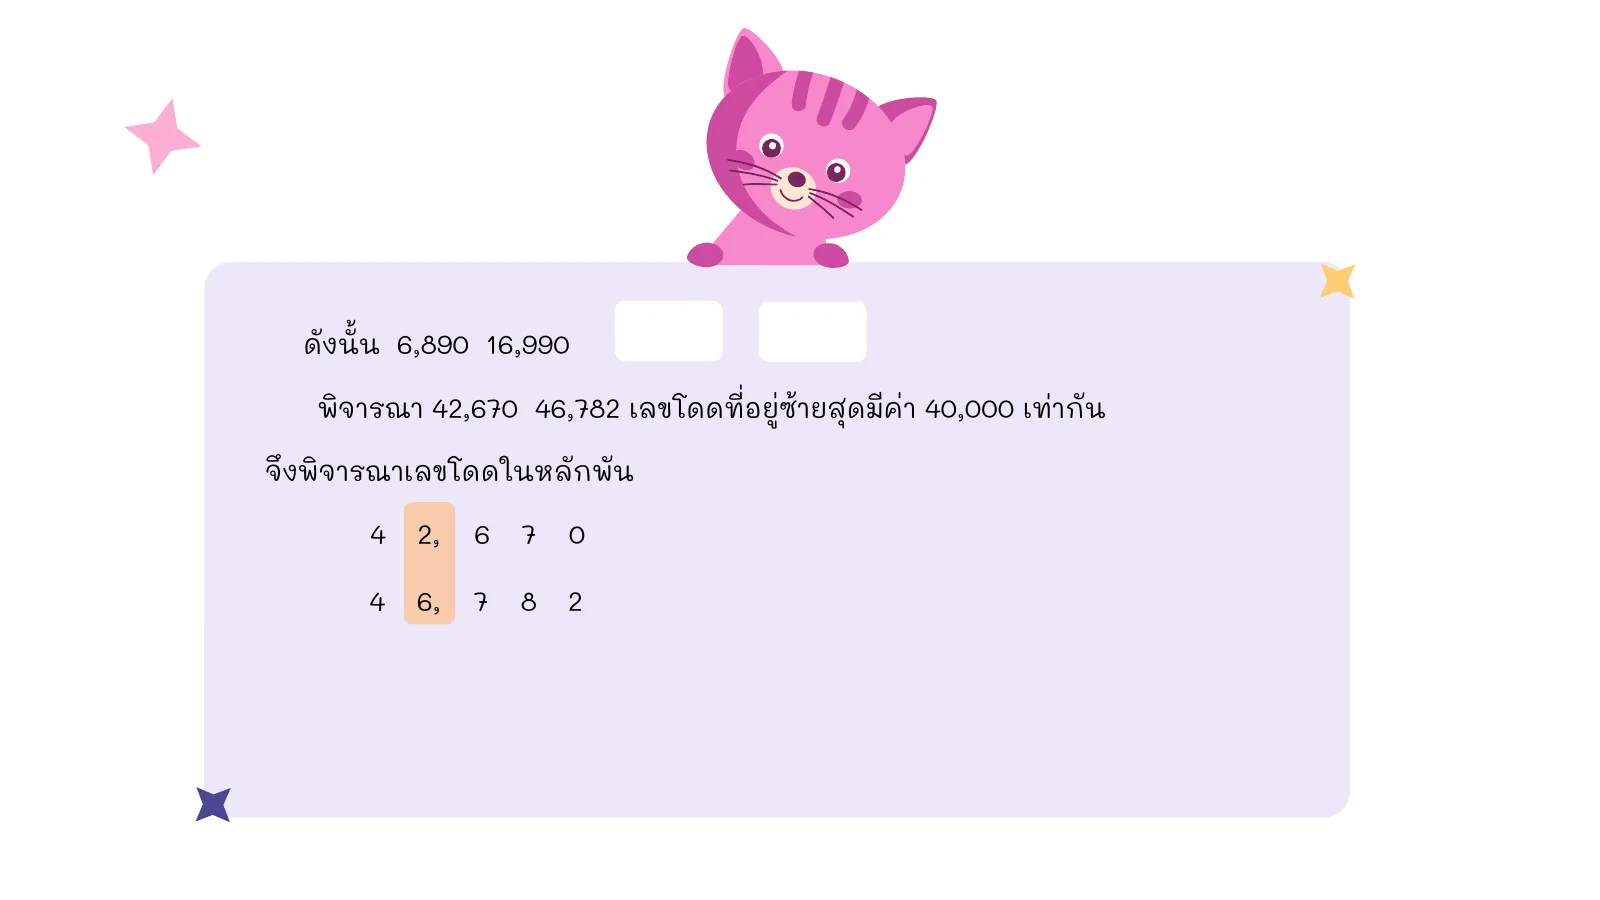 ดังนั้น 6,890 16,990
พิจารณา 42,670 46,782 เลขโดดที่อยู่ซ้ายสุดมีค่า 40,000 เท่ากัน
จึงพิจารณาเลขโดดในหลักพัน
4 2, 6 7 0
4 6, 7 8 2